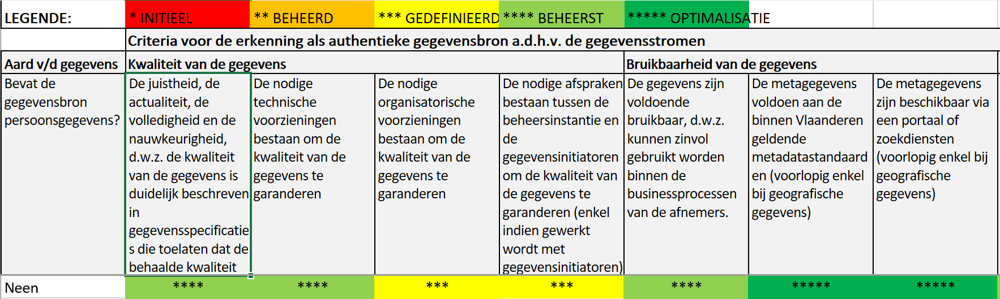 LEGENDE: * INITIEEL ** BEHEERD *** GEDEFINIEERD **** BEHEERST ***** OPTIMALISATIE
Criteria voor de erkenning als authentieke gegevensbron a.d.h.v. de gegevensstromen
Aard v/d gegevens Kwaliteit van de gegevens Bruikbaarheid van de gegevens
Bevat de
gegevensbron
persoonsgegevens?
De juistheid, de
actualiteit, de
volledigheid en de
nauwkeurigheid,
d.w.z. de kwaliteit
van de gegevens is
duidelijk beschreven
in
gegevensspecificatie
s die toelaten dat de
behaalde kwaliteit
De nodige
technische
voorzieningen
bestaan om de
kwaliteit van de
gegevens te
garanderen
De nodige
organisatorische
voorzieningen
bestaan om de
kwaliteit van de
gegevens te
garanderen
De nodige afspraken
bestaan tussen de
beheersinstantie en
de
gegevensinitiatoren
om de kwaliteit van
de gegevens te
garanderen (enkel
indien gewerkt
wordt met
gegevensinitiatoren)
De gegevens zijn
voldoende
bruikbaar, d.w.z.
kunnen zinvol
gebruikt worden
binnen de
businessprocessen
van de afnemers.
De metagegevens
voldoen aan de
binnen Vlaanderen
geldende
metadatastandaard
en (voorlopig enkel
bij geografische
gegevens)
De metagegevens
zijn beschikbaar via
een portaal of
zoekdiensten
(voorlopig enkel bij
geografische
gegevens)
Neen **** **** *** *** **** ***** *****